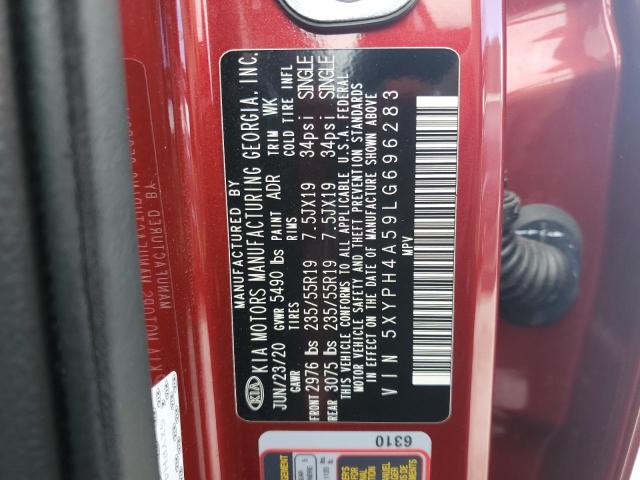 MANUFACTURED BY
KIA KIA MOTORS MANUFACTURING GEORGIA, INC.
JUN/23/20 GVWR 5490 lbs PAINT ADR TRIM WK
GAWR TIRES RIMS COLD TIRE INFL
FRONT 2976 lbs 235/55R19 7.5JX19 34psi SINGLE
REAR 3075 lbs 235/55R19 7.5JX19 34psi SINGLE
THIS VEHICLE CONFORMS TO ALL APPLICABLE U.S.A. FEDERAL
MOTOR VEHICLE SAFETY AND THEFT PREVENTION STANDARDS
IN EFFECT ON THE DATE OF MANUFACTURE SHOWN ABOVE
VIN 5XYPH4A59LG696283
MPV
6310